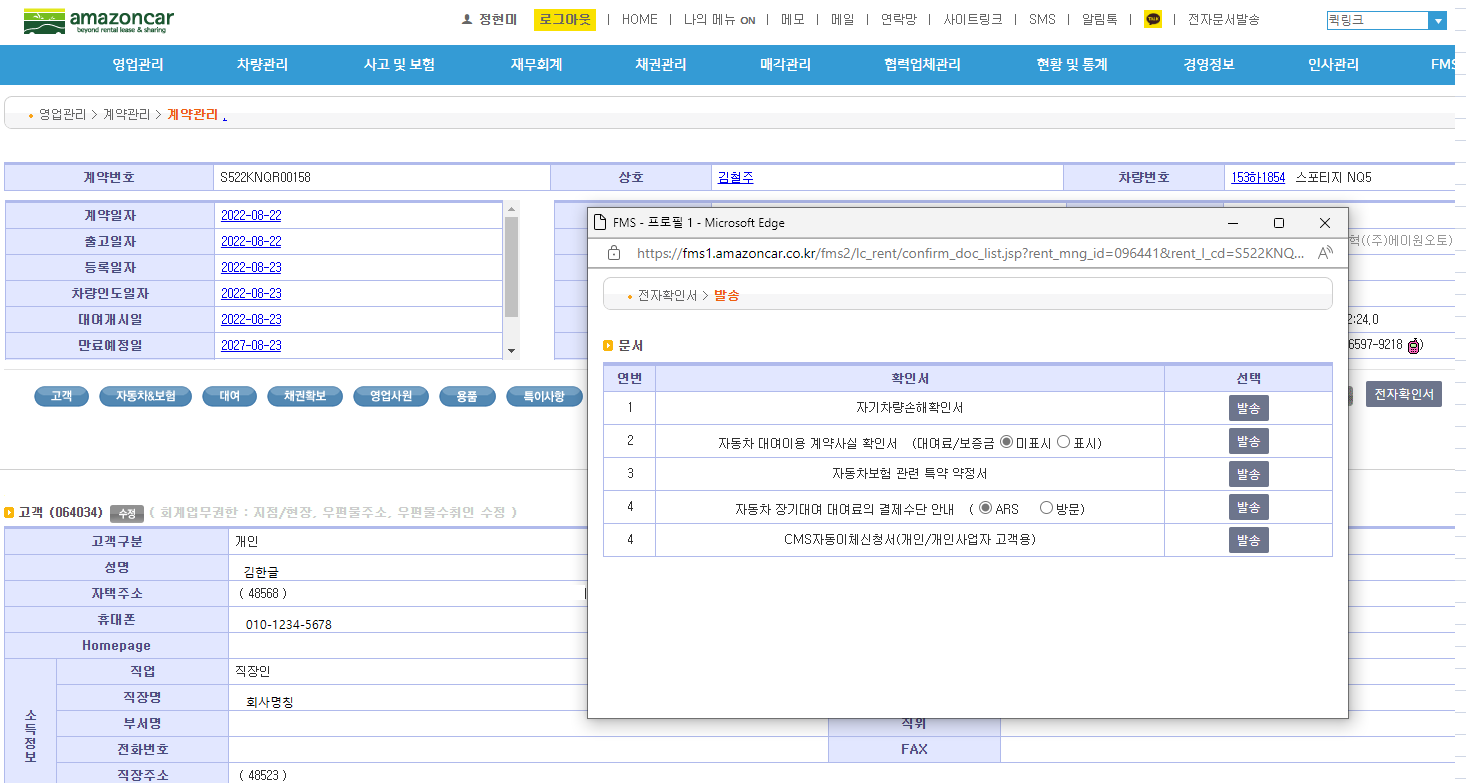 amazoncar
beyond rental lease & sharing
정현미 로그아웃 | HOME | 나의 메뉴 ON | 메모 | 메일 | 연락망 | 사이트링크 | SMS | 알림톡 | TALK | 전자문서발송 퀵링크
영업관리 차량관리 사고 및 보험 재무회계 채권관리 매각관리 협력업체관리 현황 및 통계 경영정보 인사관리 FMS
영업관리 > 계약관리 > 계약관리 .
계약번호 S522KNQR00158 상호 김철주 차량번호 153하1854 스포티지 NQ5
계약일자 2022-08-22
출고일자 2022-08-22
혁((주)에이원오토)
등록일자 2022-08-23
차량인도일자 2022-08-23
대여개시일 2022-08-23
2:24.0
만료예정일 2027-08-23
6597-9218 )
고객 자동차&보험 대여 채권확보 영업사원 용품 특이사항 전자확인서
FMS - 프로필 1 - Microsoft Edge
https://fms1.amazoncar.co.kr/fms2/lc_rent/confirm_doc_list.jsp?rent_mng_id=096441&rent_l_cd=S522KNQ...
전자확인서 > 발송
문서
연번 확인서 선택
1 자기차량손해확인서 발송
2 자동차 대여이용 계약사실 확인서 (대여료/보증금 미표시 표시) 발송
3 자동차보험 관련 특약 약정서 발송
4 자동차 장기대여 대여료의 결제수단 안내 ( ARS 방문) 발송
4 CMS자동이체신청서(개인/개인사업자 고객용) 발송
고객 (064034) 수정 ( 회계업무권한 : 지점/현장, 우편물주소, 우편물수취인 수정 )
고객구분 개인
성명 김한글
자택주소 ( 48568 )
휴대폰 010-1234-5678
Homepage
소득정보
직업 직장인
직장명 회사명칭
부서명 직위
전화번호 FAX
직장주소 ( 48523 )